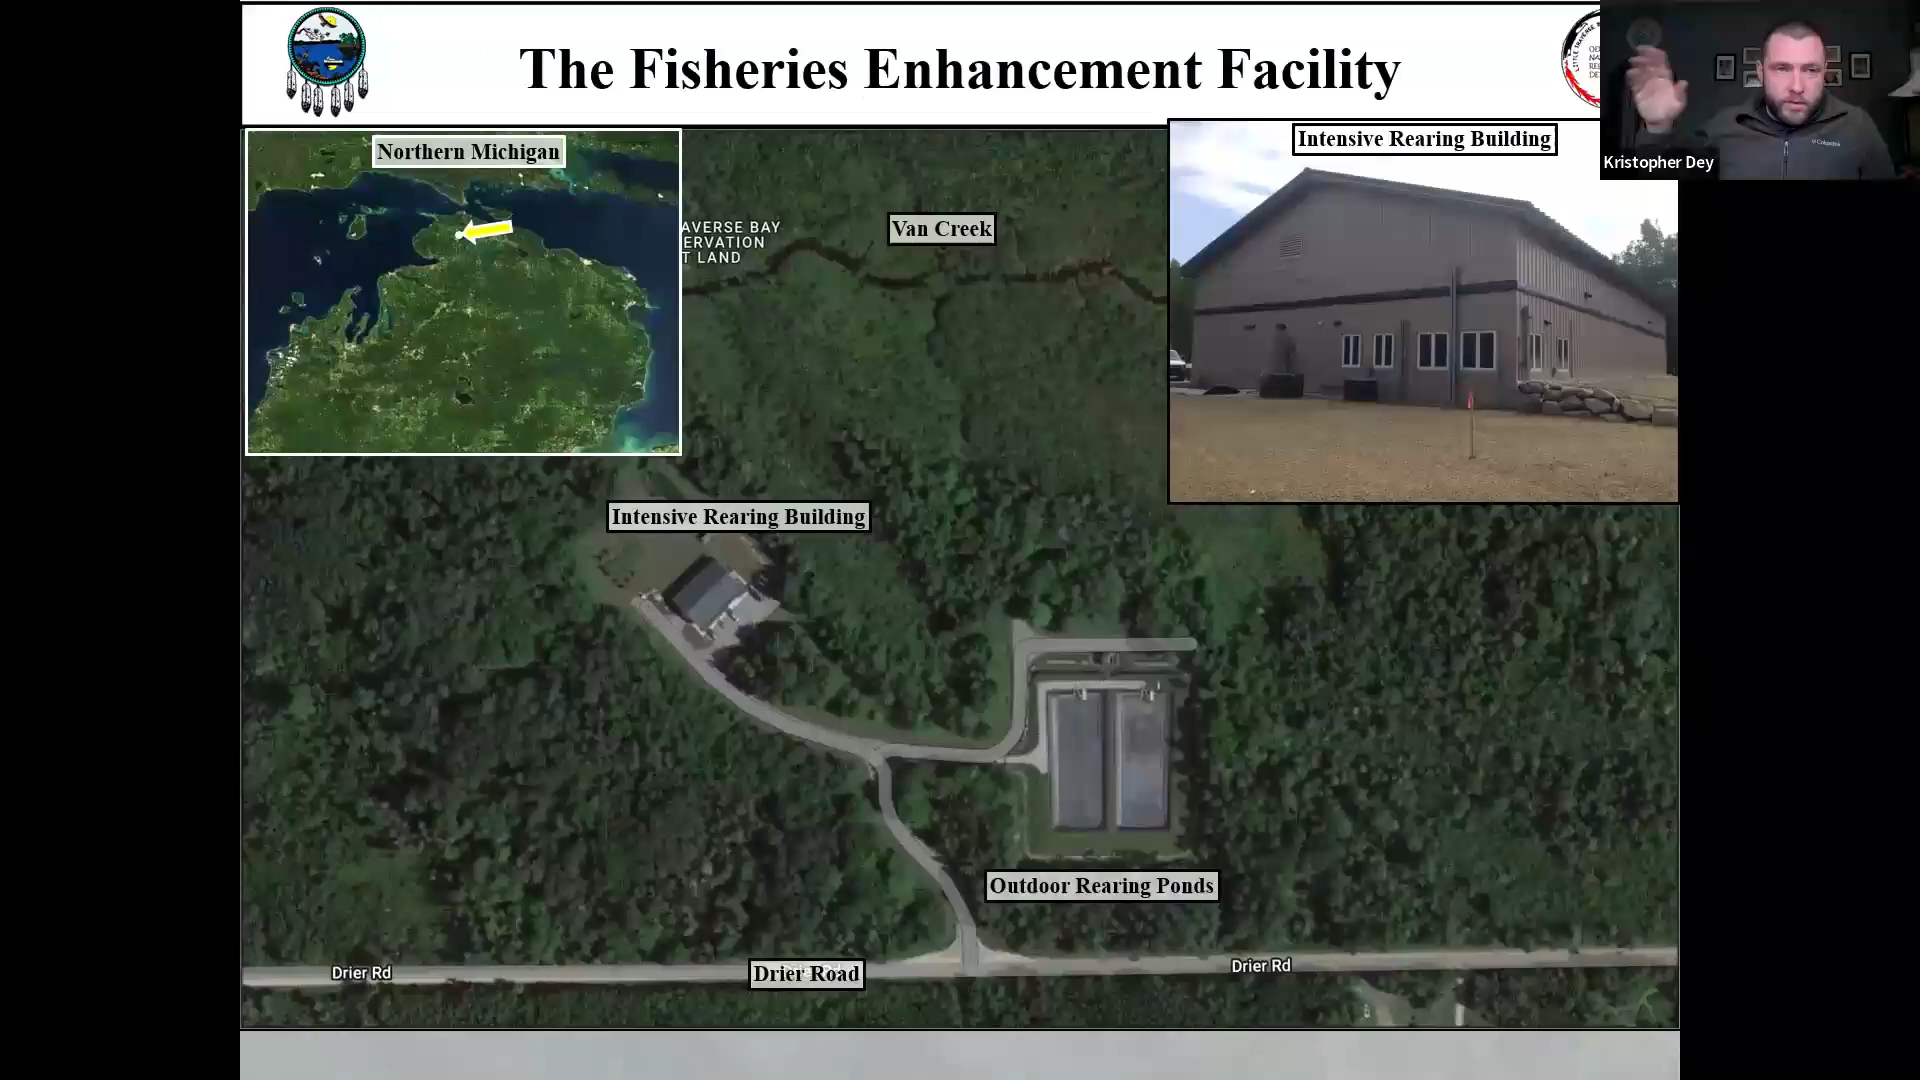 The Fisheries Enhancement Facility
Kristopher Dey
Northern Michigan
Intensive Rearing Building
Columbia
Van Creek
AVERSE BAY
ERVATION
T LAND
Intensive Rearing Building
Outdoor Rearing Ponds
Drier Rd
Drier Road
Drier Rd